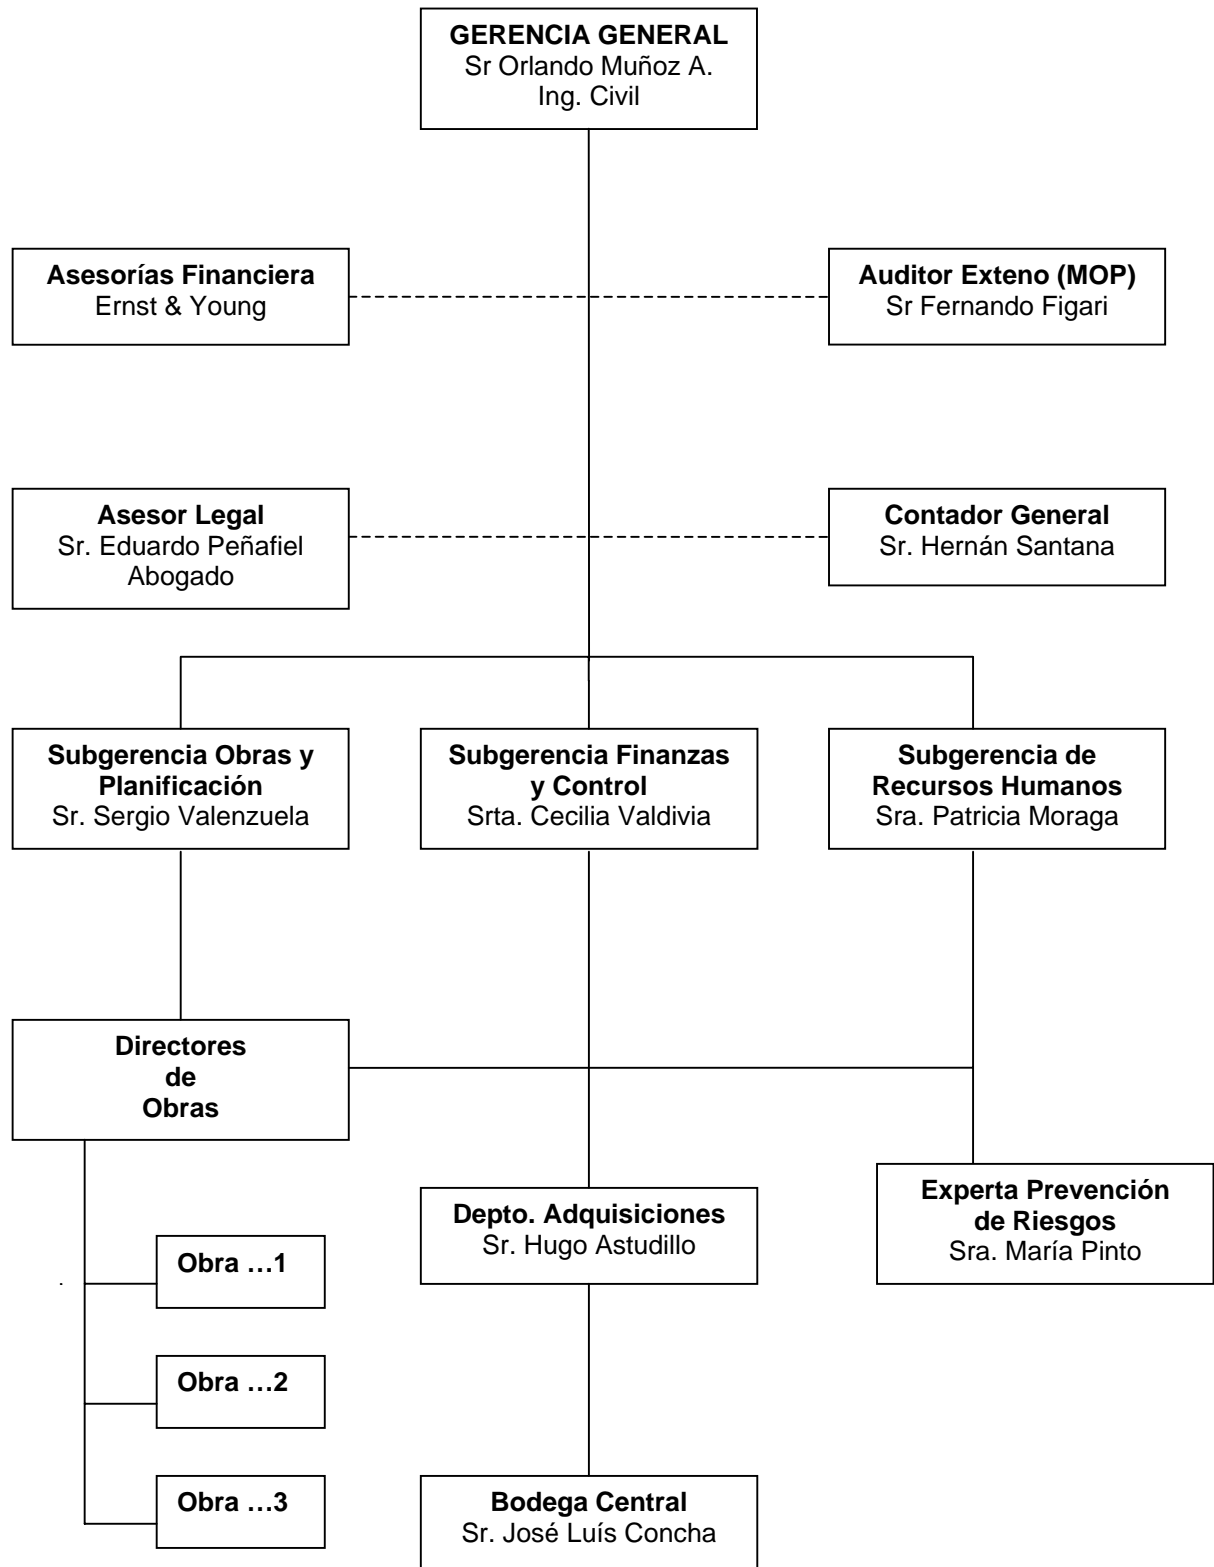 GERENCIA GENERAL
Sr Orlando Muñoz A.
Ing. Civil
Asesorías Financiera
Ernst & Young
Auditor Exteno (MOP)
Sr Fernando Figari
Asesor Legal
Sr. Eduardo Peñafiel
Abogado
Contador General
Sr. Hernán Santana
Subgerencia Obras y
Planificación
Sr. Sergio Valenzuela
Subgerencia Finanzas
y Control
Srta. Cecilia Valdivia
Subgerencia de
Recursos Humanos
Sra. Patricia Moraga
Directores
de
Obras
Depto. Adquisiciones
Sr. Hugo Astudillo
Experta Prevención
de Riesgos
Sra. María Pinto
Obra ...1
Obra ...2
Obra ...3
Bodega Central
Sr. José Luís Concha